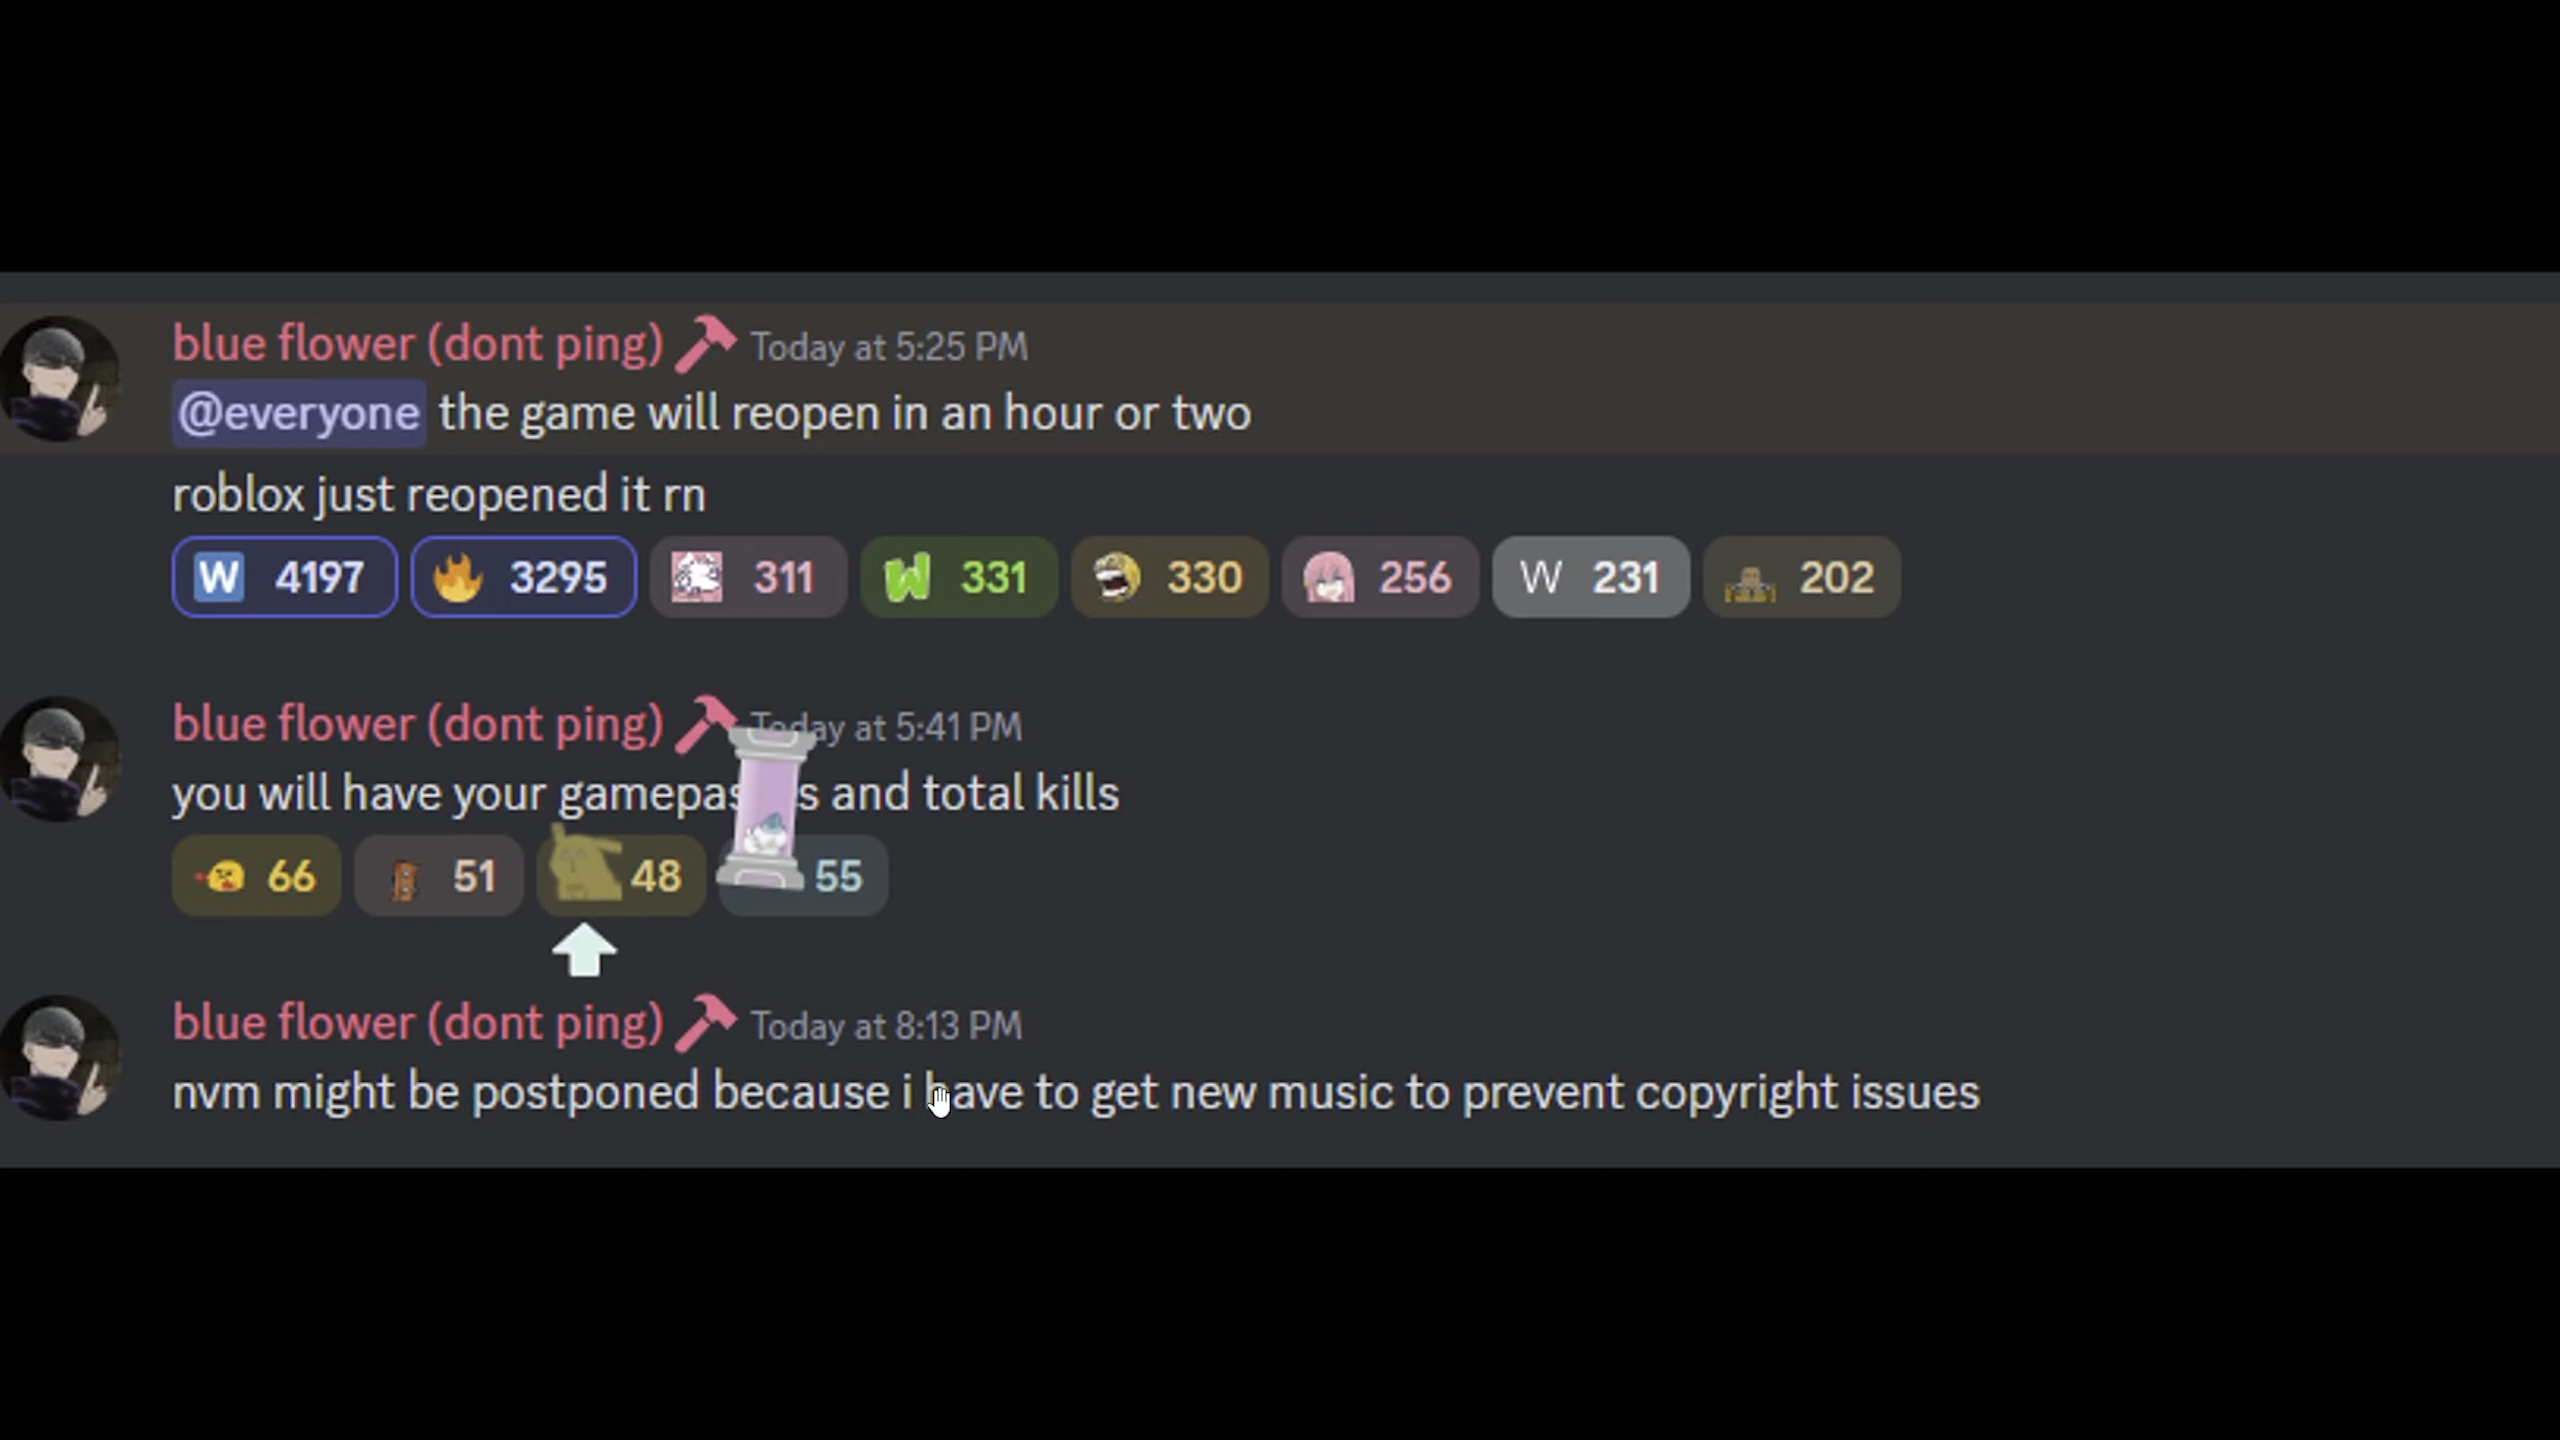 blue flower (dont ping) Today at 5:25 PM
@everyone the game will reopen in an hour or two
roblox just reopened it rn
W 4197 3295 311 W 331 330 256 W 231 202
blue flower (dont ping) Today at 5:41 PM
you will have your and total kills
66 51 48 55
blue flower (dont ping) Today at 8:13 PM
nvm might be postponed because i have to get new music to prevent copyright issues